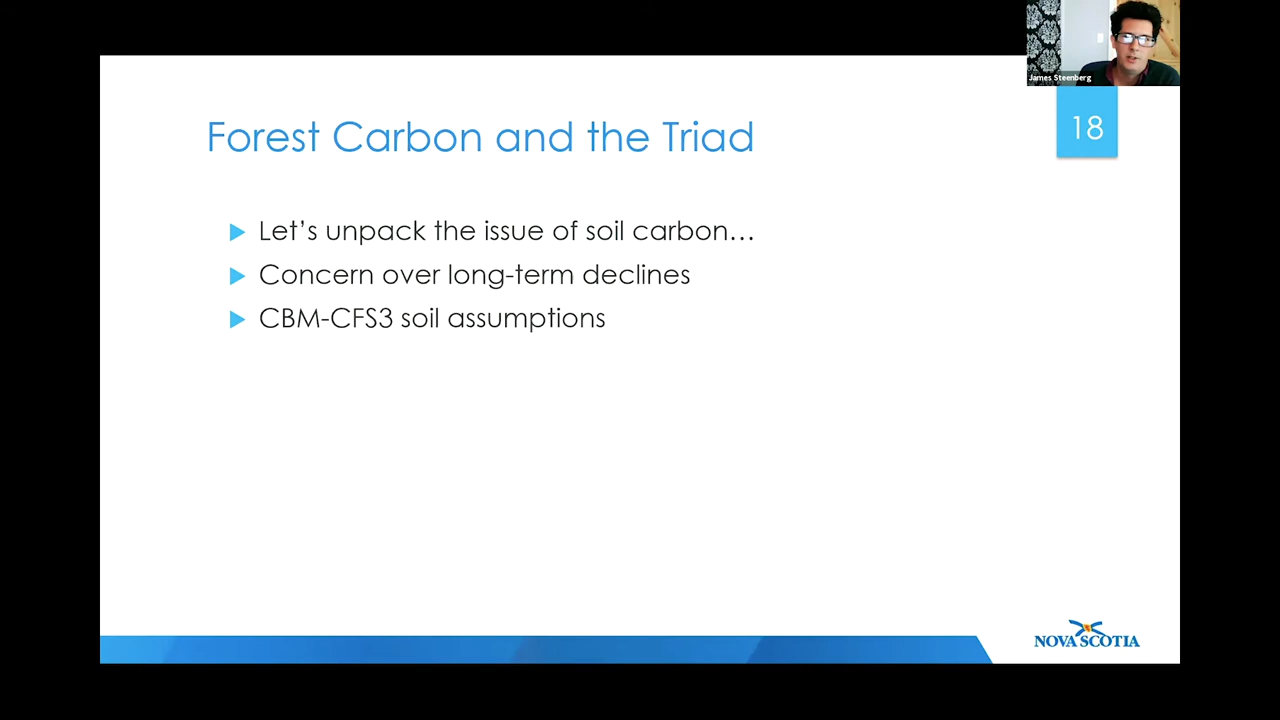 James Steenberg
18
Forest Carbon and the Triad
Let’s unpack the issue of soil carbon…
Concern over long-term declines
CBM-CFS3 soil assumptions
NOVA SCOTIA